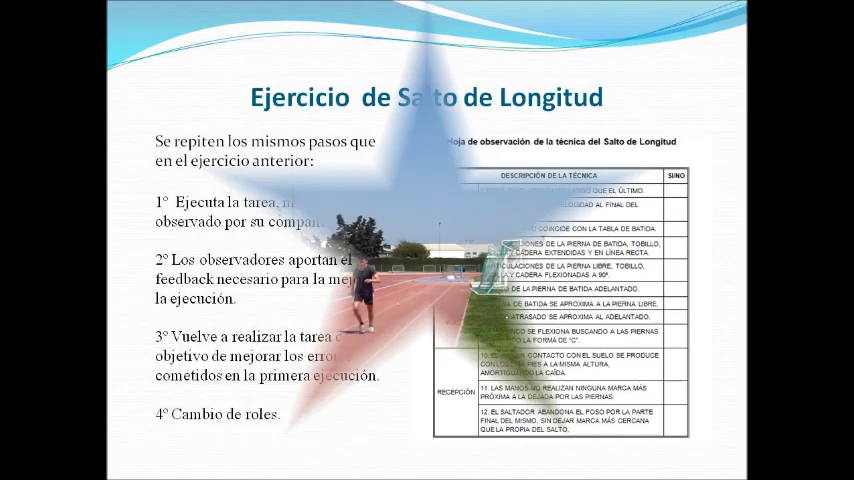 Ejercicio de Salto de Longitud
Se repiten los mismos pasos que
en el ejercicio anterior:
1º Ejecuta la tarea,
observado por su
2º Los observadores aportan el
feedback necesario para la
la ejecución.
3º Vuelve a realizar la tarea
objetivo de mejorar los
cometidos en la primera ejecución.
4º Cambio de roles.
Hoja de observación de la técnica del Salto de Longitud
DESCRIPCIÓN DE LA TÉCNICA
SI/NO
QUE EL ÚLTIMO.
AL FINAL DEL
COINCIDE CON LA TABLA DE BATIDA.
DE LA PIERNA DE BATIDA, TOBILLO,
Y CADERA EXTENDIDAS Y EN LÍNEA RECTA.
DE LA PIERNA LIBRE, TOBILLO,
Y CADERA FLEXIONADAS A 90º.
DE LA PIERNA DE BATIDA ADELANTADO.
DE BATIDA SE APROXIMA A LA PIERNA LIBRE.
ATRASADO SE APROXIMA AL ADELANTADO.
SE FLEXIONA BUSCANDO A LAS PIERNAS
LA FORMA DE “C”.
RECEPCIÓN
10. EL CONTACTO CON EL SUELO SE PRODUCE
CON PIES A LA MISMA ALTURA,
AMORTIGUANDO LA CAÍDA.
11. LAS MANOS NO REALIZAN NINGUNA MARCA MÁS
PRÓXIMA A LA DEJADA POR LAS PIERNAS.
12. EL SALTADOR ABANDONA EL FOSO POR LA PARTE
FINAL DEL MISMO, SIN DEJAR MARCA MÁS CERCANA
QUE LA PROPIA DEL SALTO.